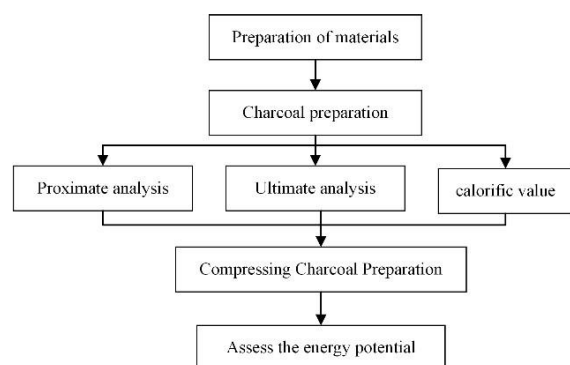 Preparation of materials
Charcoal preparation
Proximate analysis
Ultimate analysis
calorific value
Compressing Charcoal Preparation
Assess the energy potential